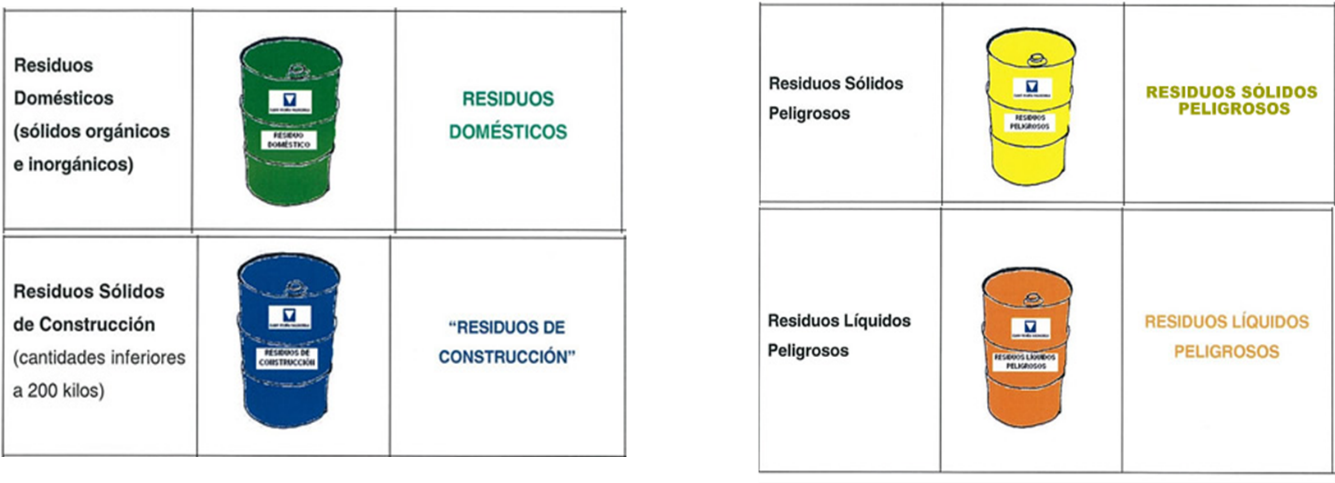 Residuos
Domésticos
(sólidos orgánicos
e inorgánicos)
RESIDUO
DOMÉSTICO
RESIDUOS
DOMÉSTICOS
Residuos Sólidos
de Construcción
(cantidades inferiores
a 200 kilos)
RESIDUOS DE
CONSTRUCCIÓN
“RESIDUOS DE
CONSTRUCCIÓN”
Residuos Sólidos
Peligrosos
RESIDUOS
PELIGROSOS
RESIDUOS SÓLIDOS
PELIGROSOS
Residuos Líquidos
Peligrosos
RESIDUOS LÍQUIDOS
PELIGROSOS
RESIDUOS LÍQUIDOS
PELIGROSOS